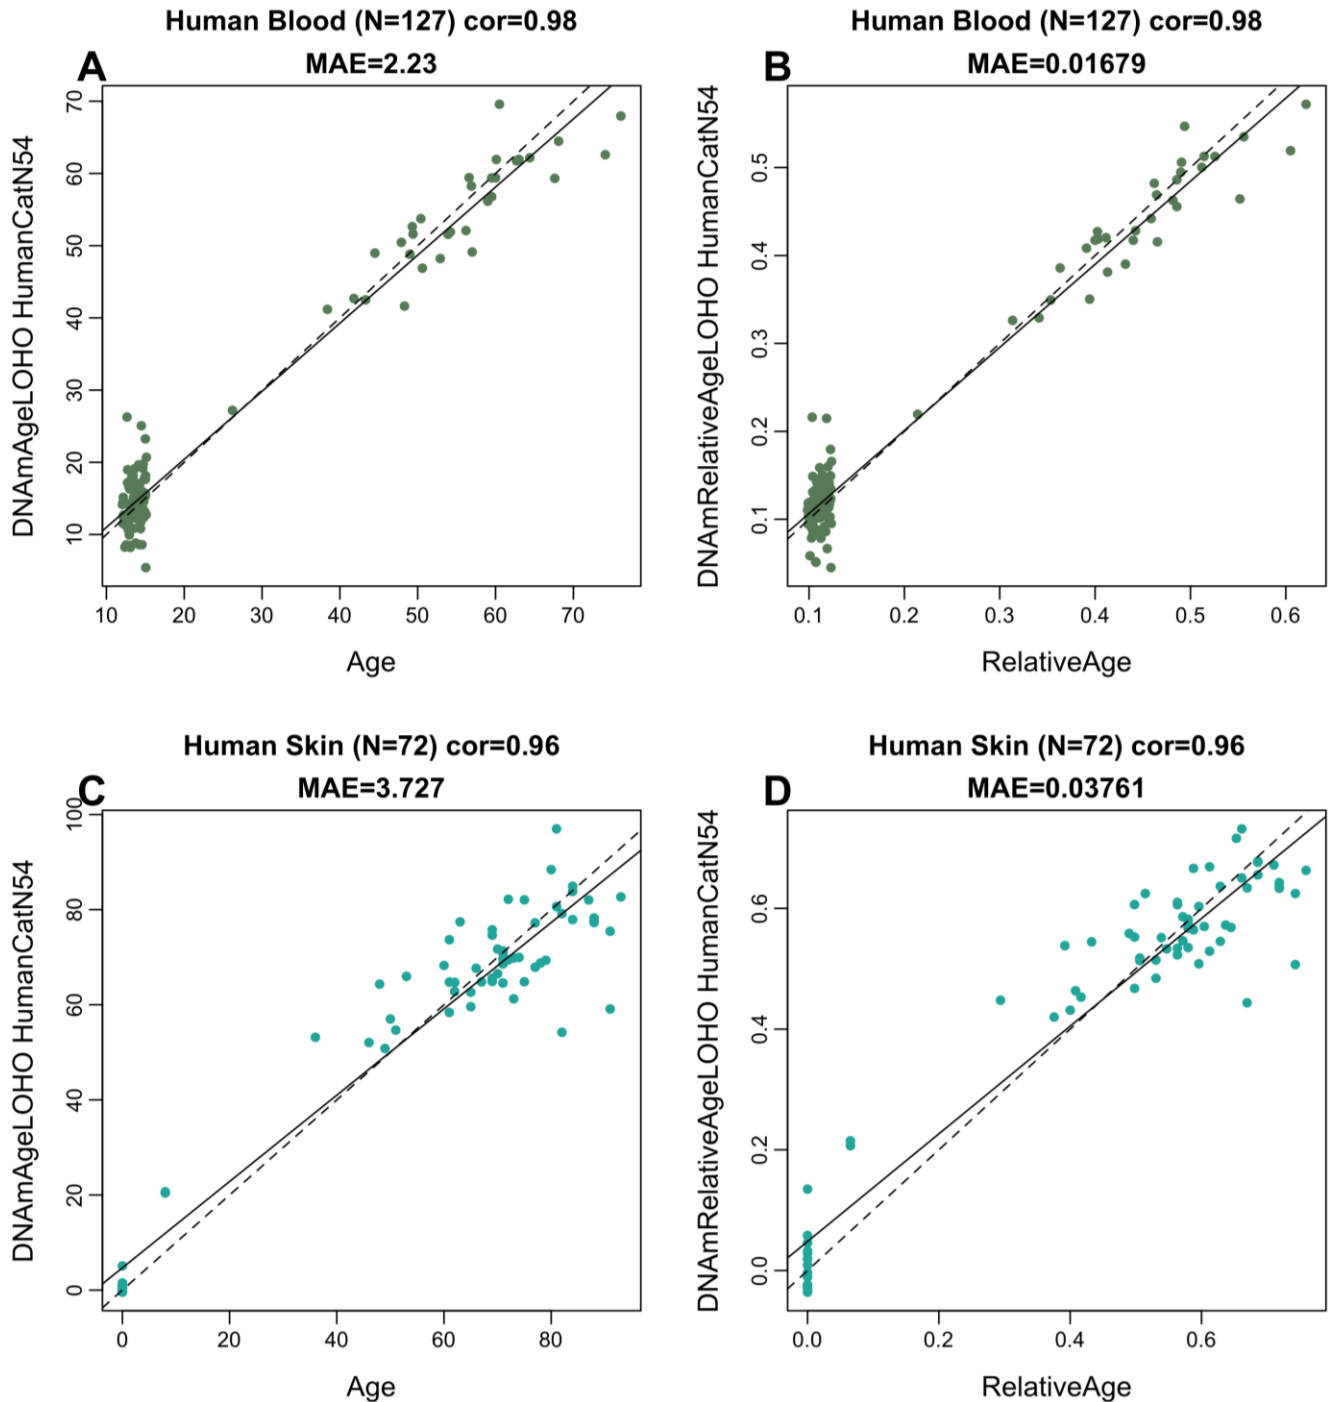 Human Blood (N=127) cor=0.98
MAE=2.23
A
DNAmAgeLOHO HumanCatN54
70
60
50
40
30
20
10
10 20 30 40 50 60 70
Age
Human Blood (N=127) cor=0.98
MAE=0.01679
B
DNAmRelativeAgeLOHO HumanCatN54
0.5
0.4
0.3
0.2
0.1
0.1 0.2 0.3 0.4 0.5 0.6
RelativeAge
Human Skin (N=72) cor=0.96
MAE=3.727
C
DNAmAgeLOHO HumanCatN54
100
80
60
40
20
0
0 20 40 60 80
Age
Human Skin (N=72) cor=0.96
MAE=0.03761
D
DNAmRelativeAgeLOHO HumanCatN54
0.6
0.4
0.2
0.0
0.0 0.2 0.4 0.6
RelativeAge